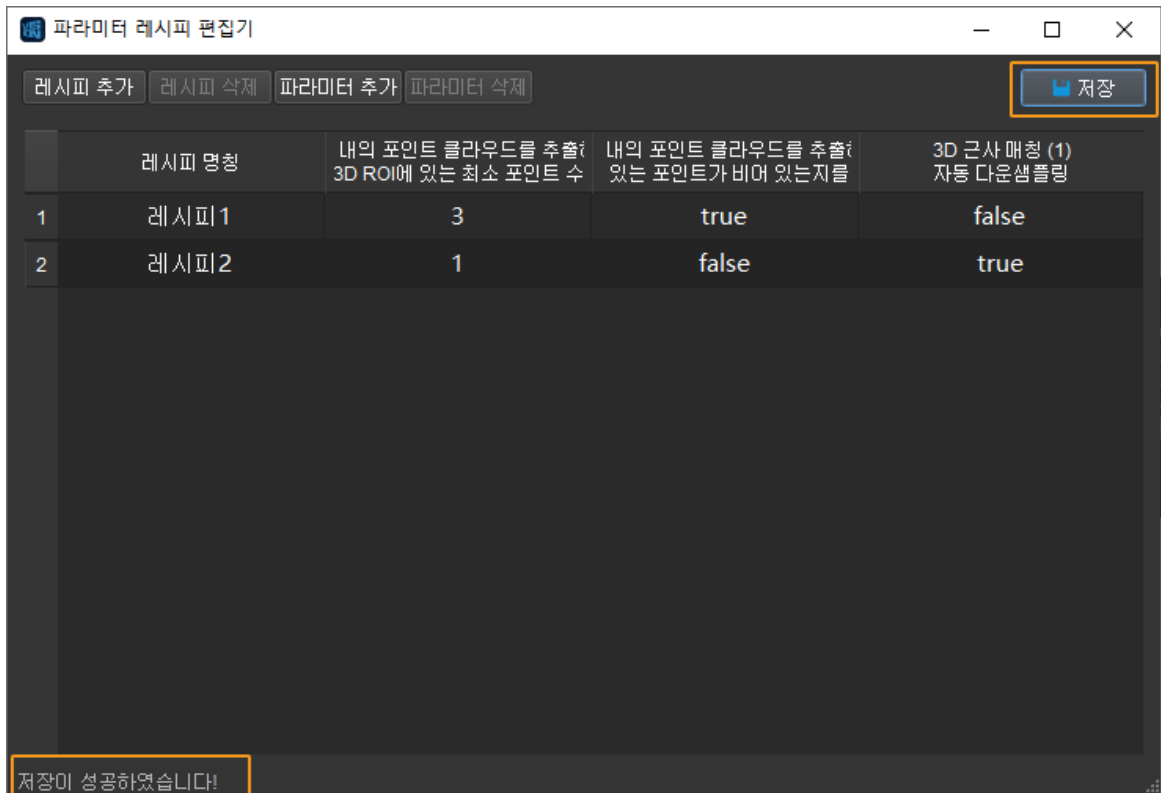 파라미터 레시피 편집기
레시피 추가 레시피 삭제 파라미터 추가 파라미터 삭제 저장
레시피 명칭
내의 포인트 클라우드를 추출
3D ROI에 있는 최소 포인트 수
내의 포인트 클라우드를 추출
있는 포인트가 비어 있는지를
3D 근사 매칭 (1)
자동 다운샘플링
1 레시피1 3 true false
2 레시피2 1 false true
저장이 성공하였습니다!